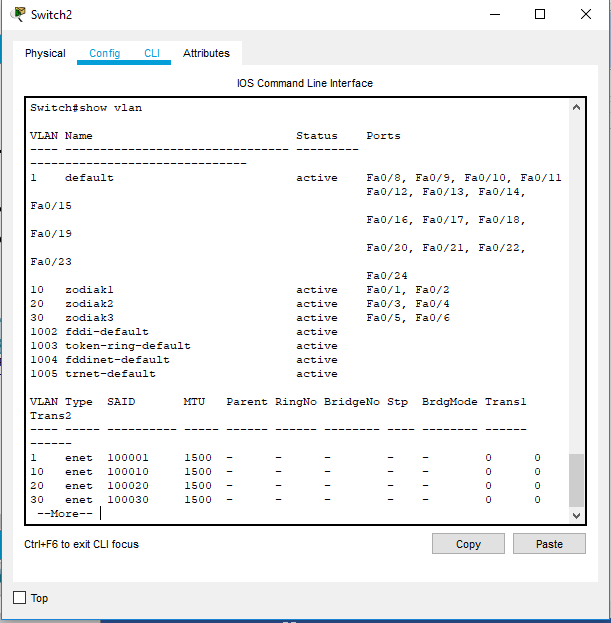 Switch2
Physical Config CLI Attributes
IOS Command Line Interface
Switch#show vlan
VLAN Name Status Ports
---- -------------------------------- --------- -------------------------------
1 default active Fa0/8, Fa0/9, Fa0/10, Fa0/11
Fa0/12, Fa0/13, Fa0/14,
Fa0/15
Fa0/16, Fa0/17, Fa0/18,
Fa0/19
Fa0/20, Fa0/21, Fa0/22,
Fa0/23
Fa0/24
10 zodiak1 active Fa0/1, Fa0/2
20 zodiak2 active Fa0/3, Fa0/4
30 zodiak3 active Fa0/5, Fa0/6
1002 fddi-default active
1003 token-ring-default active
1004 fddinet-default active
1005 trnet-default active
VLAN Type SAID MTU Parent RingNo BridgeNo Stp BrdgMode Trans1
Trans2
---- ----- ---------- ----- ------ ------ -------- ---- -------- ------
------
1 enet 100001 1500 - - - - - 0 0
10 enet 100010 1500 - - - - - 0 0
20 enet 100020 1500 - - - - - 0 0
30 enet 100030 1500 - - - - - 0 0
--More--
Ctrl+F6 to exit CLI focus
Copy Paste
Top